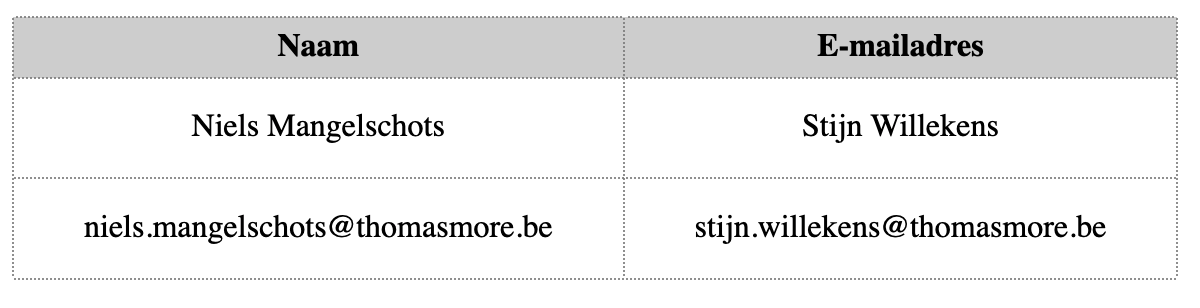 Naam E-mailadres
Niels Mangelschots Stijn Willekens
niels.mangelschots@thomasmore.be stijn.willekens@thomasmore.be